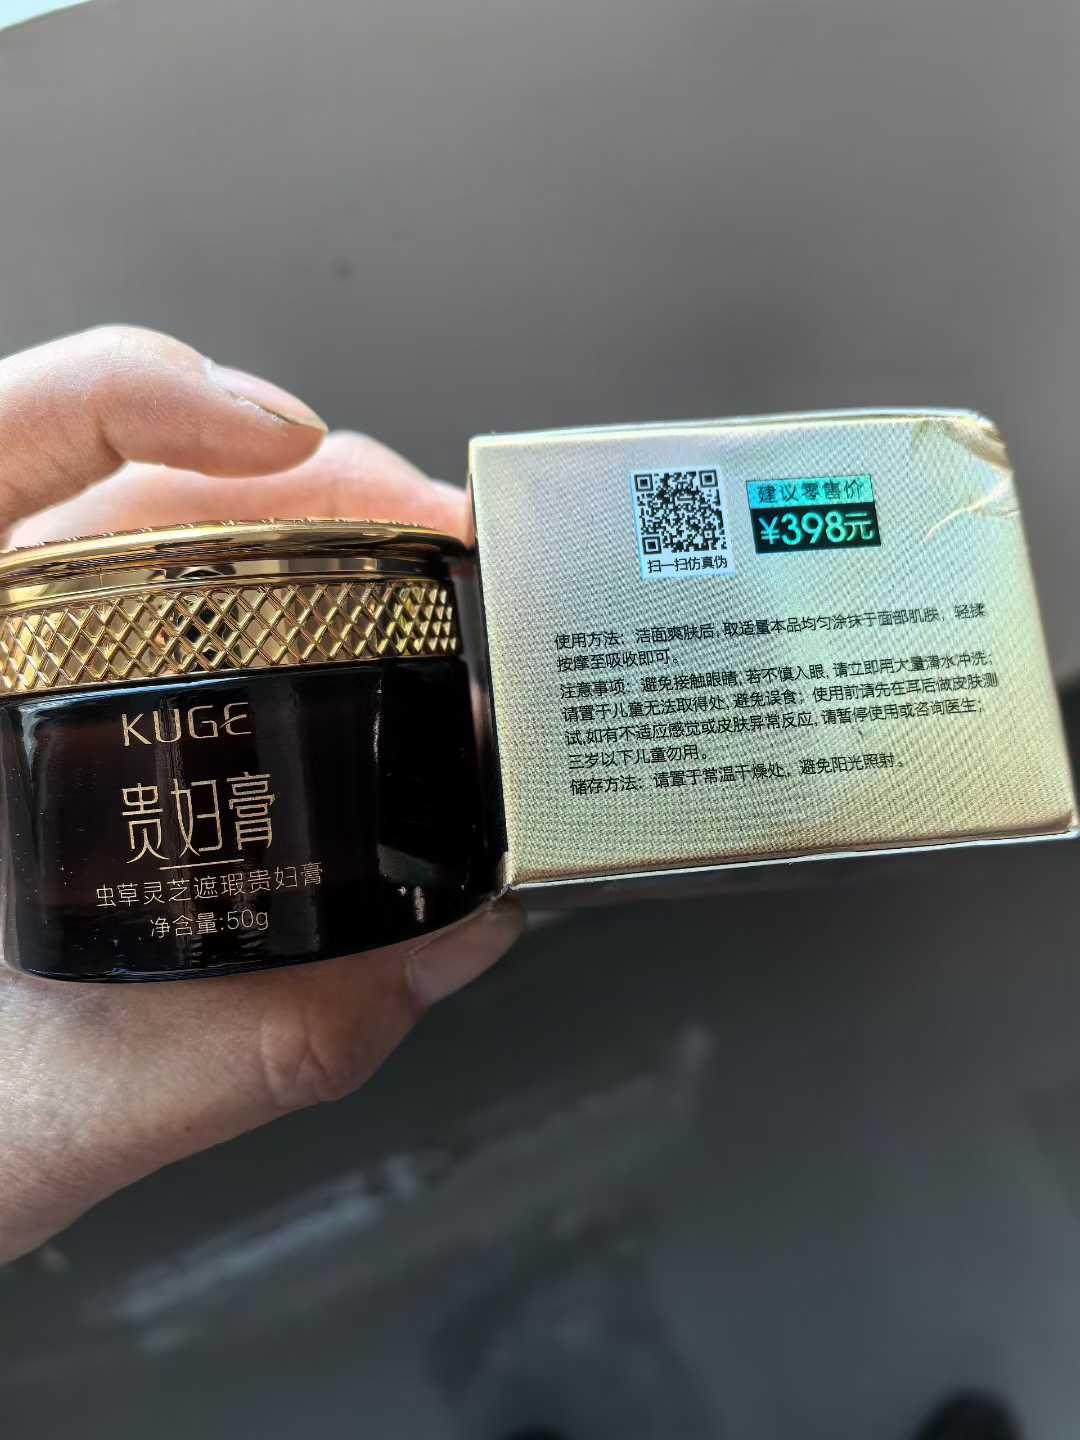 KUGE
贵妇膏
虫草灵芝遮瑕贵妇膏
净含量:50g
扫一扫仿真伪
建议零售价
¥398元
使用方法：洁面爽肤后,取适量本品均匀涂抹于面部肌肤，轻揉
按摩至吸收即可。
注意事项：避免接触眼睛,若不慎入眼,请立即用大量清水冲洗；
请置于儿童无法取得处,避免误食；使用前请先在耳后做皮肤测
试,如有不适应感觉或皮肤异常反应,请暂停使用或咨询医生；
三岁以下儿童勿用。
储存方法：请置于常温干燥处，避免阳光照射。